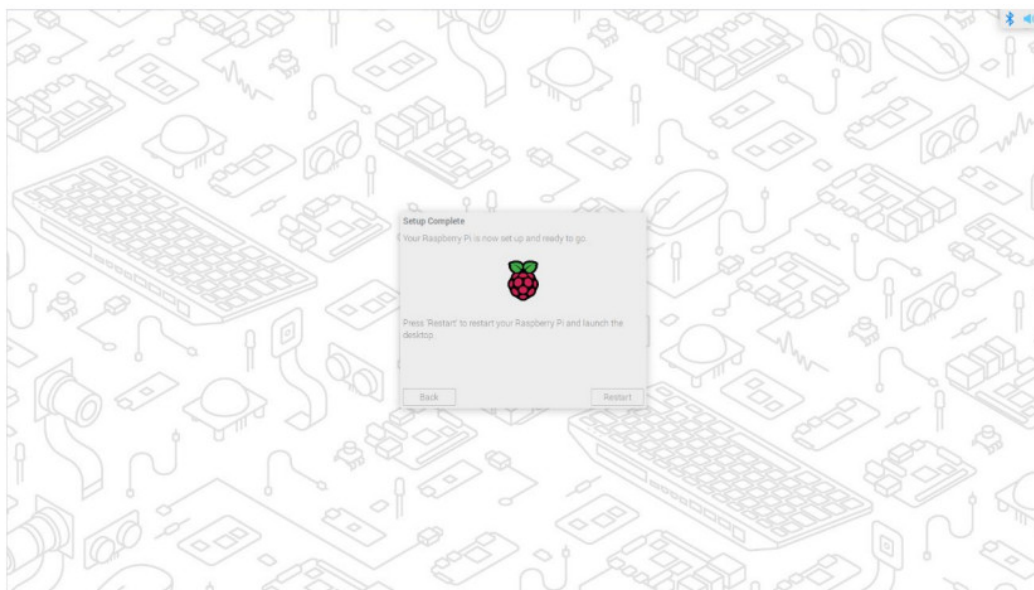 Setup Complete
Your Raspberry Pi is now set up and ready to go.
Press 'Restart' to restart your Raspberry Pi and launch the
desktop.
Back
Restart